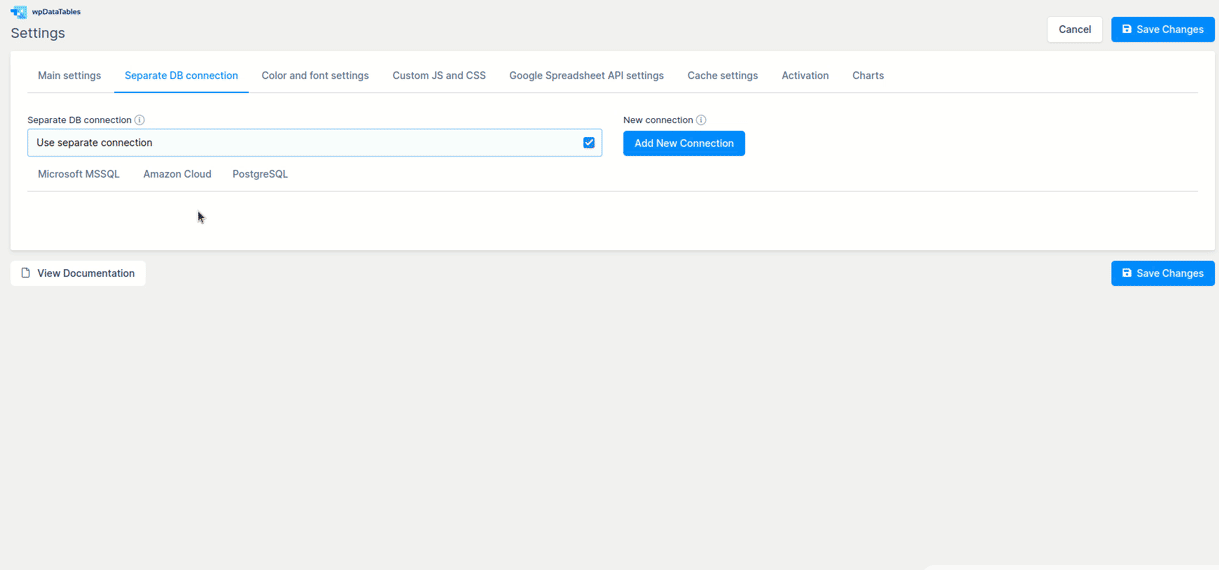 wpDataTables
Settings
Cancel
Save Changes
Main settings Separate DB connection Color and font settings Custom JS and CSS Google Spreadsheet API settings Cache settings Activation Charts
Separate DB connection New connection
Use separate connection Add New Connection
Microsoft MSSQL Amazon Cloud PostgreSQL
View Documentation Save Changes